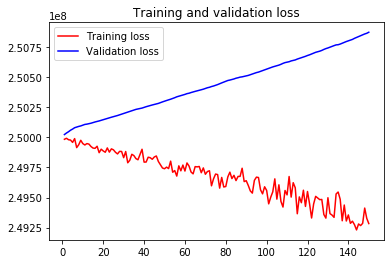 Training and validation loss
1e8
Training loss
Validation loss
2.5075
2.5050
2.5025
2.5000
2.4975
2.4950
2.4925
0 20 40 60 80 100 120 140